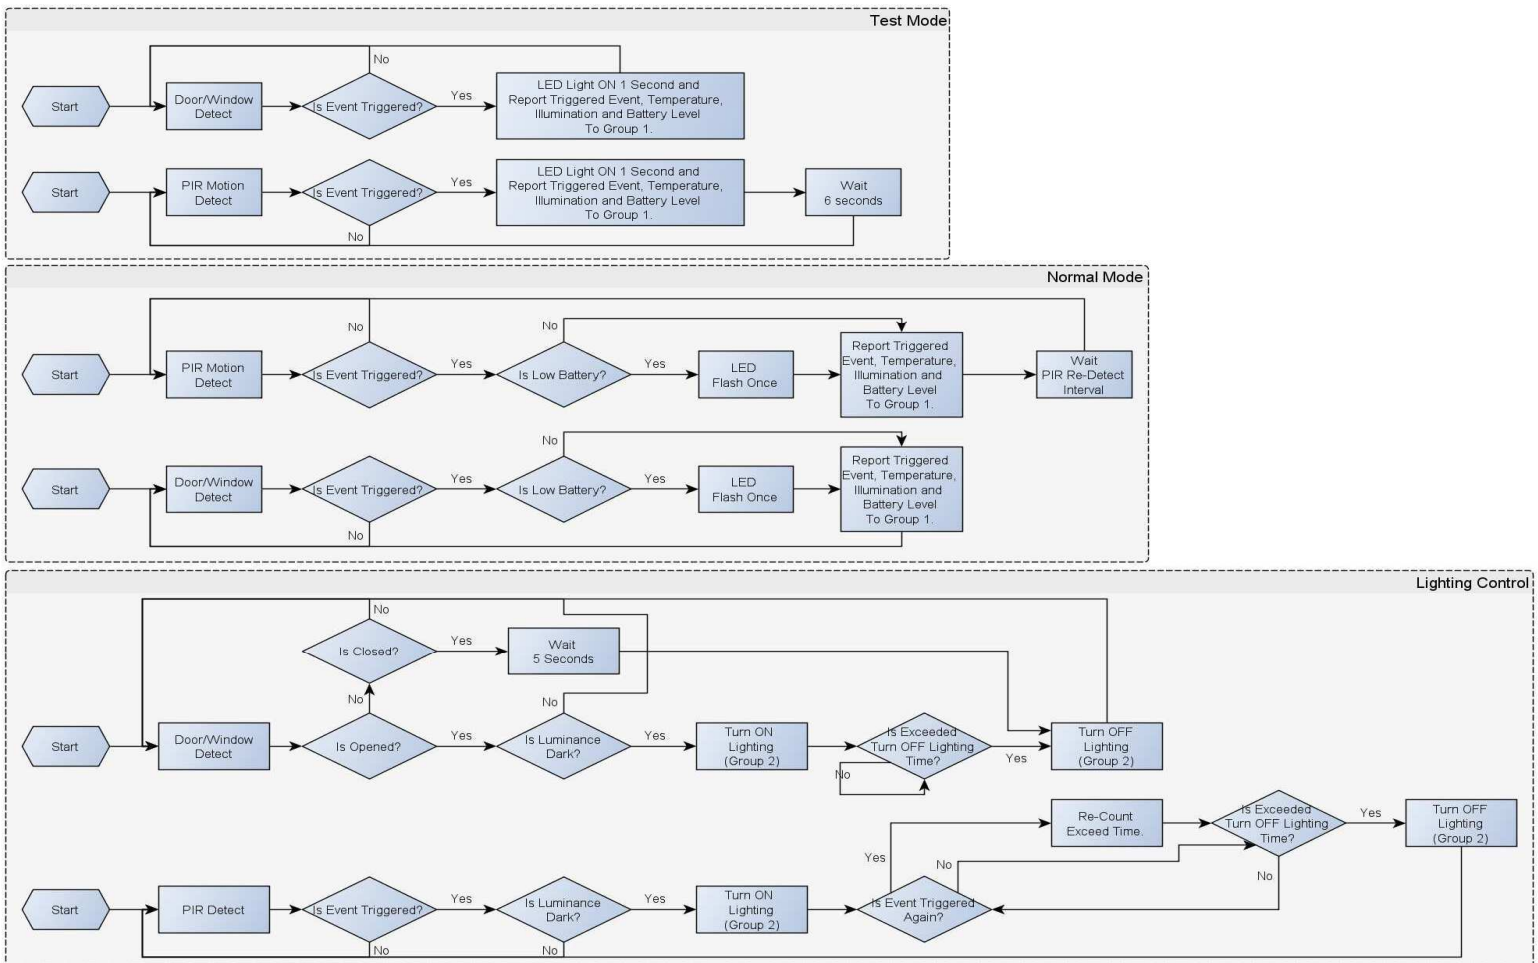 Test Mode
No
Start
Door/Window
Detect
Is Event Triggered?
Yes
LED Light ON 1 Second and
Report Triggered Event, Temperature,
Illumination and Battery Level
To Group 1.
Start
PIR Motion
Detect
Is Event Triggered?
Yes
LED Light ON 1 Second and
Report Triggered Event, Temperature,
Illumination and Battery Level
To Group 1.
Wait
6 seconds
No
Normal Mode
No
No
Start
PIR Motion
Detect
Is Event Triggered?
Yes
Is Low Battery?
Yes
LED
Flash Once
Report Triggered
Event, Temperature,
Illumination and
Battery Level
To Group 1.
Wait
PIR Re-Detect
Interval
No
Start
Door/Window
Detect
Is Event Triggered?
Yes
Is Low Battery?
Yes
LED
Flash Once
Report Triggered
Event, Temperature,
Illumination and
Battery Level
To Group 1.
No
Lighting Control
No
Is Closed?
Yes
Wait
5 Seconds
No
No
Start
Door/Window
Detect
Is Opened?
Yes
Is Luminance
Dark?
Yes
Turn ON
Lighting
(Group 2)
Is Exceeded
Turn OFF Lighting
Time?
No
Yes
Turn OFF
Lighting
(Group 2)
Re-Count
Exceed Time.
Is Exceeded
Turn OFF Lighting
Time?
Yes
Turn OFF
Lighting
(Group 2)
Yes
No
No
Start
PIR Detect
Is Event Triggered?
Yes
Is Luminance
Dark?
Yes
Turn ON
Lighting
(Group 2)
Is Event Triggered
Again?
No
No